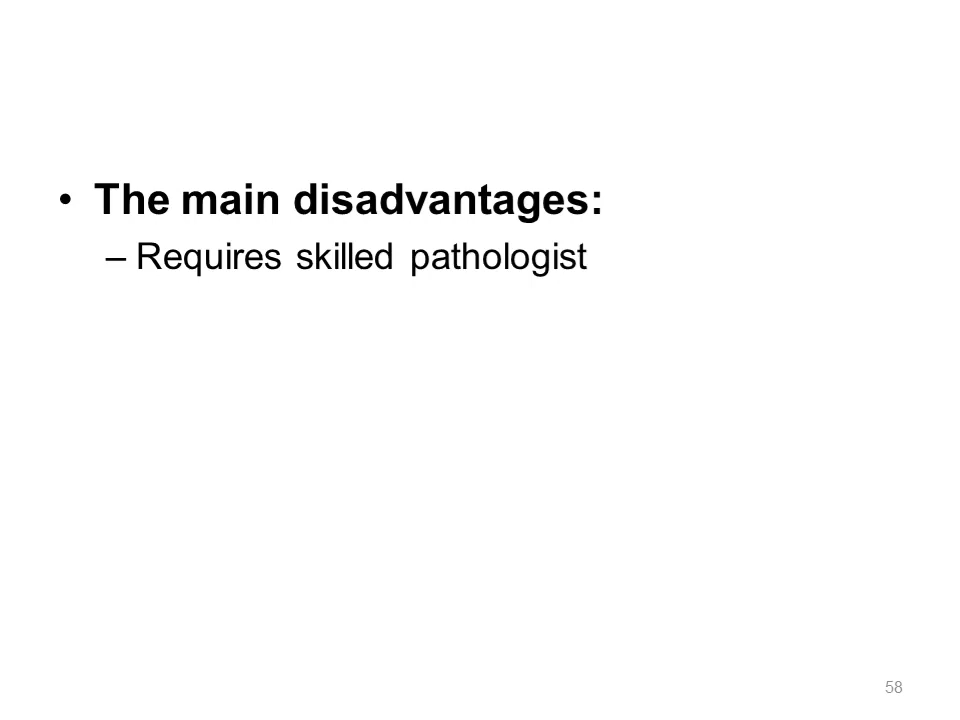 • The main disadvantages:
– Requires skilled pathologist
58